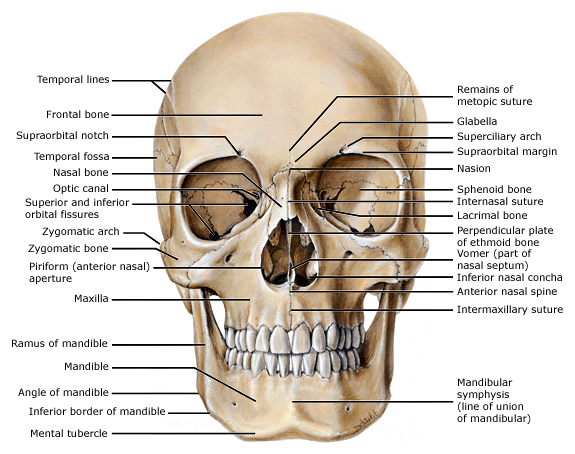 Temporal lines
Frontal bone
Supraorbital notch
Temporal fossa
Nasal bone
Optic canal
Superior and inferior
orbital fissures
Zygomatic arch
Zygomatic bone
Piriform (anterior nasal)
aperture
Maxilla
Ramus of mandible
Mandible
Angle of mandible
Inferior border of mandible
Mental tubercle
Remains of
metopic suture
Glabella
Superciliary arch
Supraorbital margin
Nasion
Sphenoid bone
Internasal suture
Lacrimal bone
Perpendicular plate
of ethmoid bone
Vomer (part of
nasal septum)
Inferior nasal concha
Anterior nasal spine
Intermaxillary suture
Mandibular
symphysis
(line of union
of mandibular)